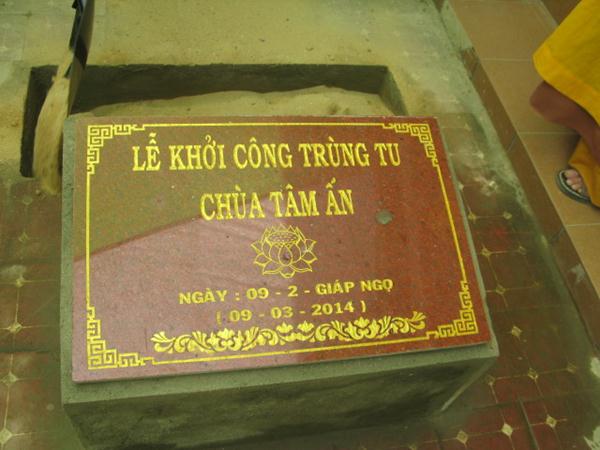 LỄ KHỞI CÔNG TRÙNG TU
CHÙA TÂM ẤN
NGÀY : 09 - 2 - GIÁP NGỌ
( 09 - 03 - 2014 )